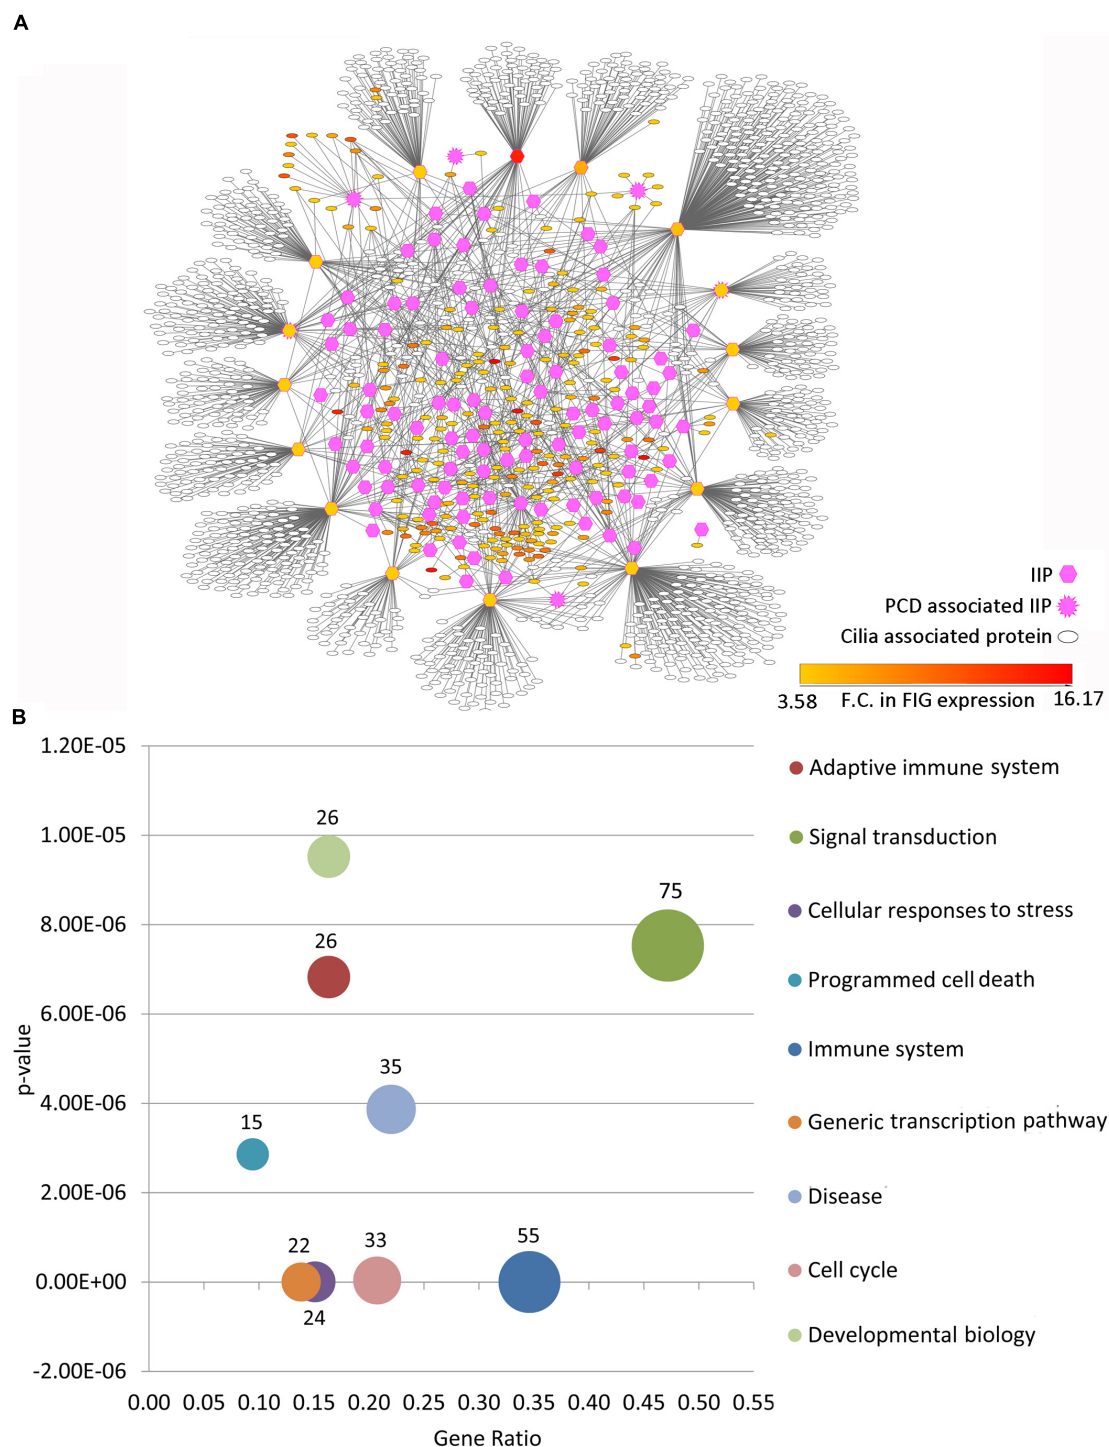 A
IIP
PCD associated IIP
Cilia associated protein
3.58 F.C. in FIG expression 16.17
B
1.20E-05
1.00E-05
8.00E-06
6.00E-06
4.00E-06
2.00E-06
0.00E+00
-2.00E-06
p-value
26
75
26
35
15
22
24
33
55
0.00 0.05 0.10 0.15 0.20 0.25 0.30 0.35 0.40 0.45 0.50 0.55
Gene Ratio
Adaptive immune system
Signal transduction
Cellular responses to stress
Programmed cell death
Immune system
Generic transcription pathway
Disease
Cell cycle
Developmental biology